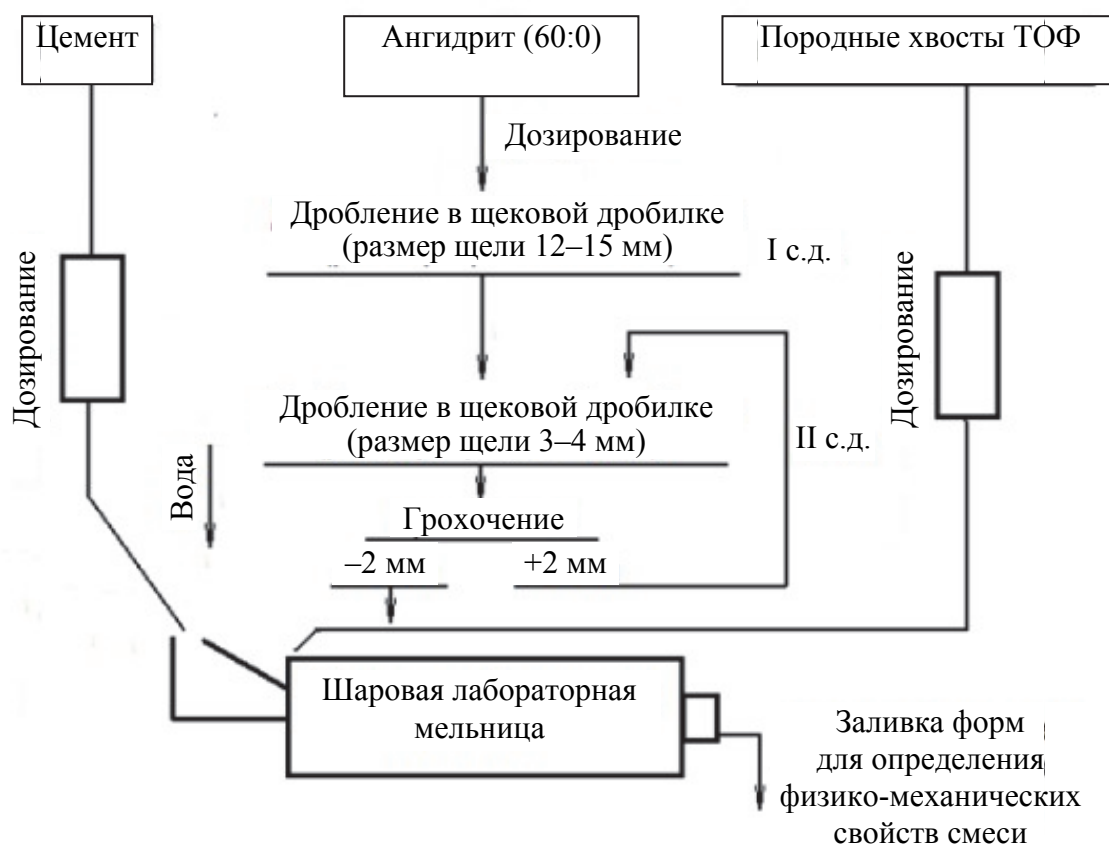 Цемент
Ангидрит (60:0)
Породные хвосты ТОФ
Дозирование
Дробление в щековой дробилке
(размер щели 12–15 мм)
I с.д.
Дозирование
Дозирование
Дробление в щековой дробилке
(размер щели 3–4 мм)
II с.д.
Вода
Грохочение
–2 мм
+2 мм
Шаровая лабораторная
мельница
Заливка форм
для определения
физико-механических
свойств смеси